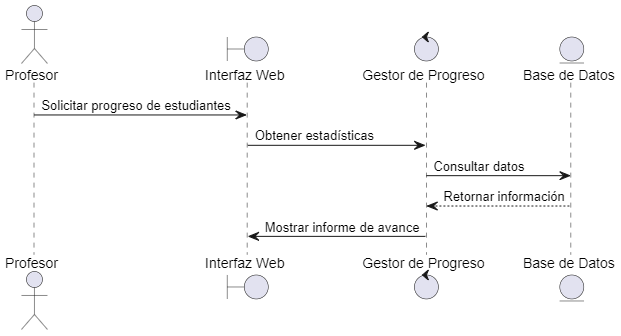 Profesor
Interfaz Web
Gestor de Progreso
Base de Datos
Solicitar progreso de estudiantes
Obtener estadísticas
Consultar datos
Retornar información
Mostrar informe de avance
Profesor
Interfaz Web
Gestor de Progreso
Base de Datos